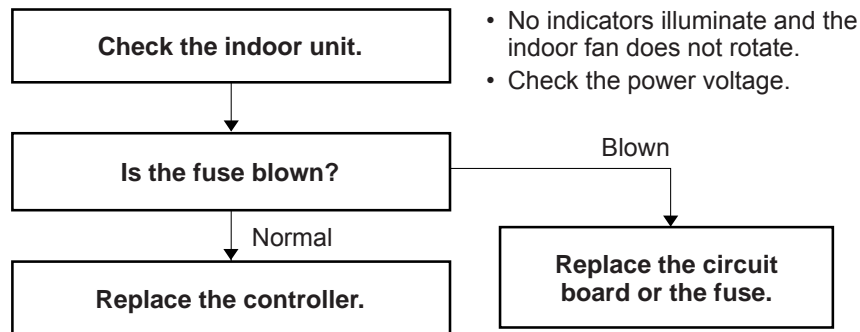 Check the indoor unit.
• No indicators illuminate and the
indoor fan does not rotate.
• Check the power voltage.
Is the fuse blown?
Blown
Normal
Replace the circuit
board or the fuse.
Replace the controller.